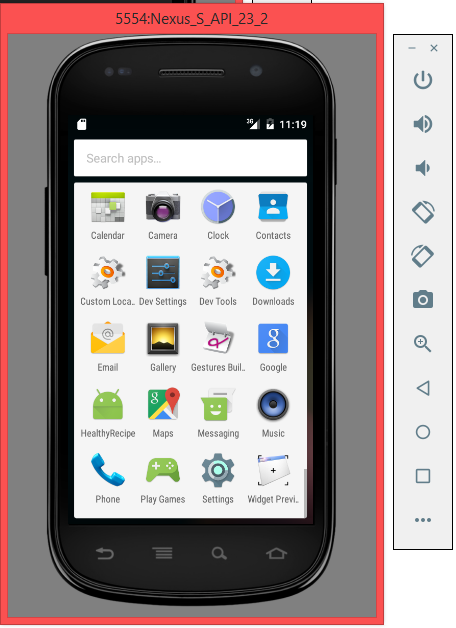 5554:Nexus_S_API_23_2
3G 11:19
Search apps...
Calendar Camera Clock Contacts
Custom Loca.. Dev Settings Dev Tools Downloads
Email Gallery Gestures Buil.. Google
HealthyRecipe Maps Messaging Music
Phone Play Games Settings Widget Previ..